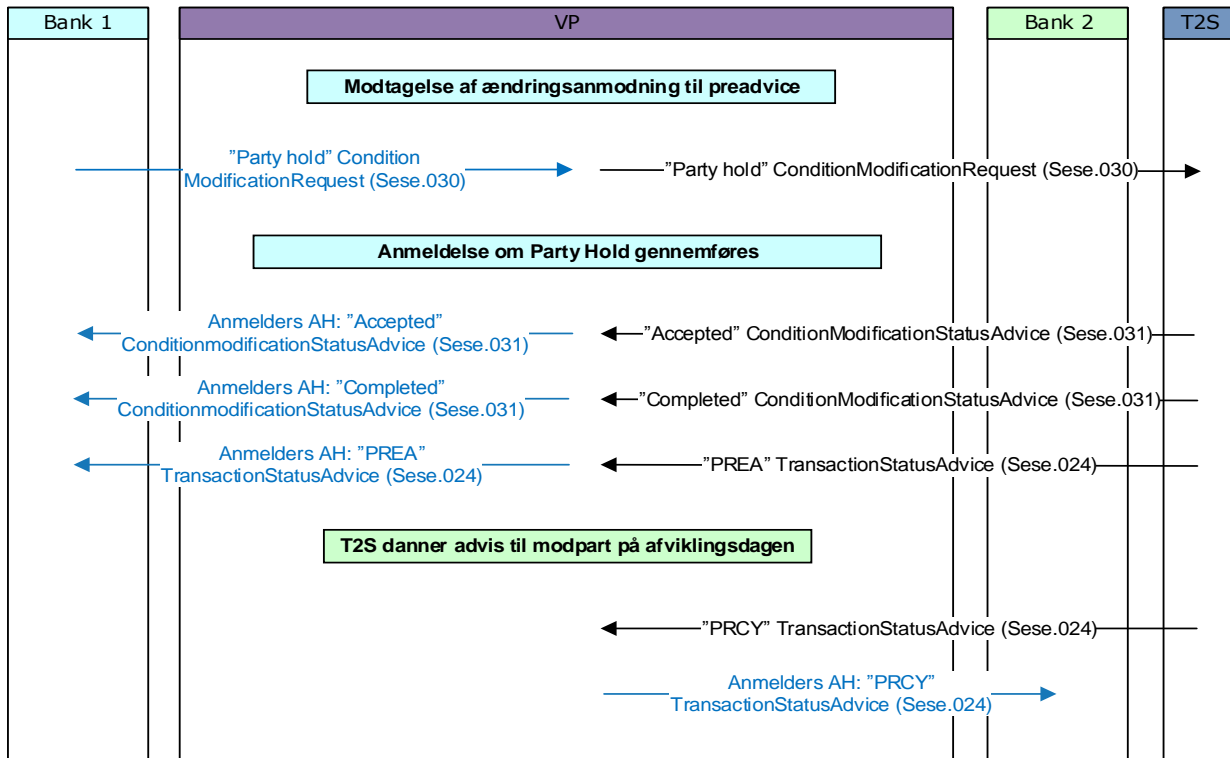 Bank 1
VP
Bank 2
T2S
Modtagelse af ændringsanmodning til preadvice
”Party hold” Condition
ModificationRequest (Sese.030)
”Party hold” ConditionModificationRequest (Sese.030)
Anmeldelse om Party Hold gennemføres
Anmelders AH: ”Accepted”
ConditionmodificationStatusAdvice (Sese.031)
”Accepted” ConditionModificationStatusAdvice (Sese.031)
Anmelders AH: ”Completed”
ConditionmodificationStatusAdvice (Sese.031)
”Completed” ConditionModificationStatusAdvice (Sese.031)
Anmelders AH: ”PREA”
TransactionStatusAdvice (Sese.024)
”PREA” TransactionStatusAdvice (Sese.024)
T2S danner advis til modpart på afviklingsdagen
”PRCY” TransactionStatusAdvice (Sese.024)
Anmelders AH: ”PRCY”
TransactionStatusAdvice (Sese.024)